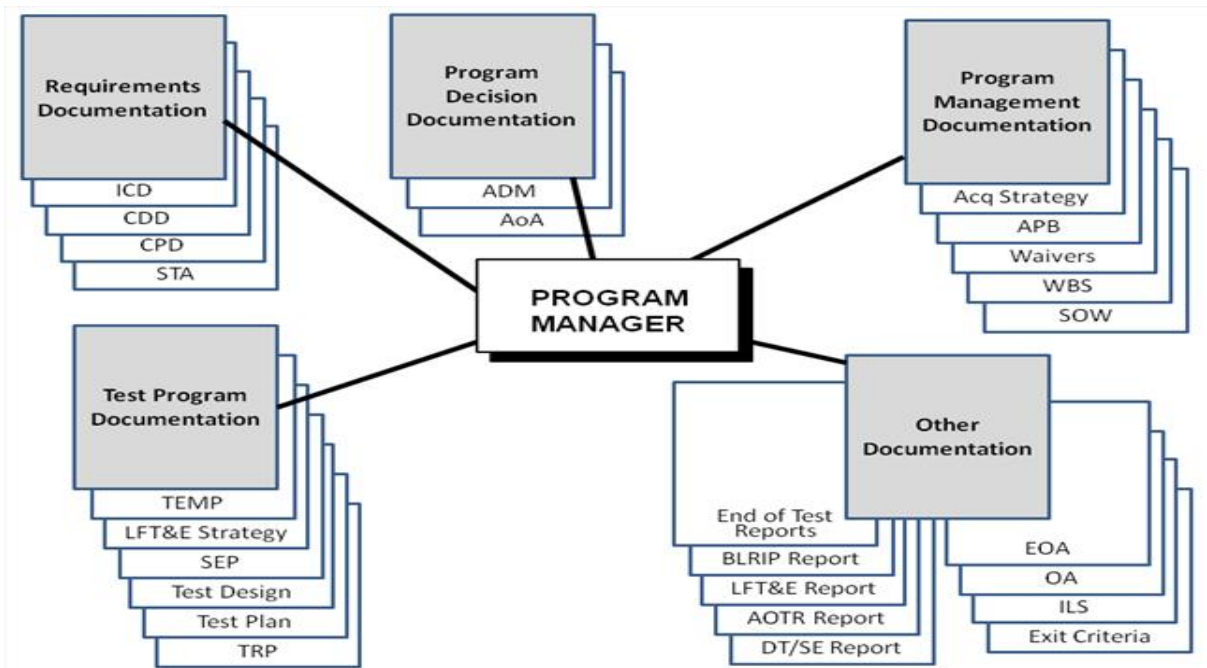 Requirements
Documentation
ICD
CDD
CPD
STA
Program
Decision
Documentation
ADM
AoA
Program
Management
Documentation
Acq Strategy
APB
Waivers
WBS
SOW
PROGRAM
MANAGER
Test Program
Documentation
TEMP
LFT&E Strategy
SEP
Test Design
Test Plan
TRP
Other
Documentation
End of Test
Reports
BLRIP Report
LFT&E Report
AOTR Report
DT/SE Report
EOA
OA
ILS
Exit Criteria